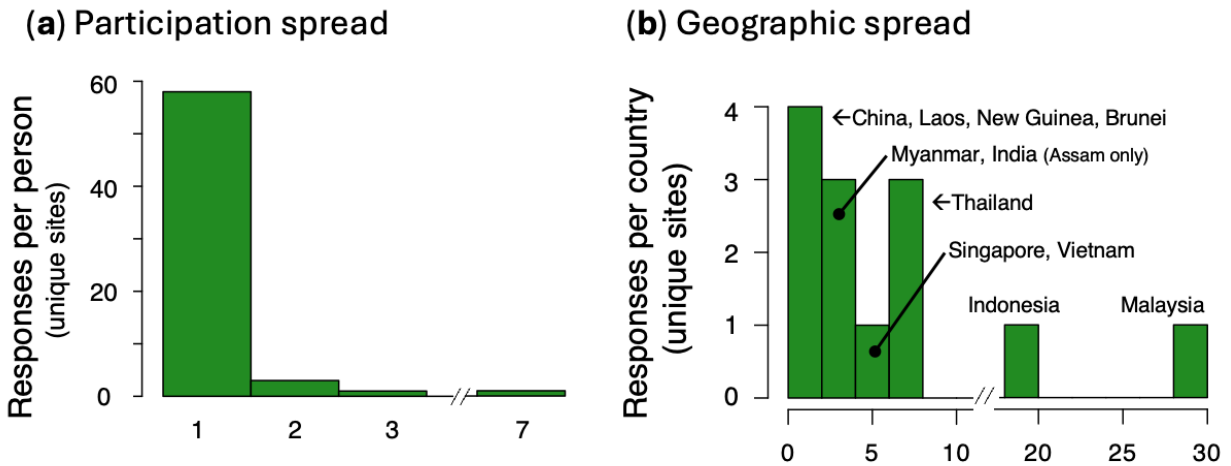 (a) Participation spread
Responses per person
(unique sites)
60
40
20
0
1 2 3 7
(b) Geographic spread
Responses per country
(unique sites)
4
3
2
1
0
←China, Laos, New Guinea, Brunei
Myanmar, India (Assam only)
←Thailand
Singapore, Vietnam
Indonesia Malaysia
0 5 10 20 25 30